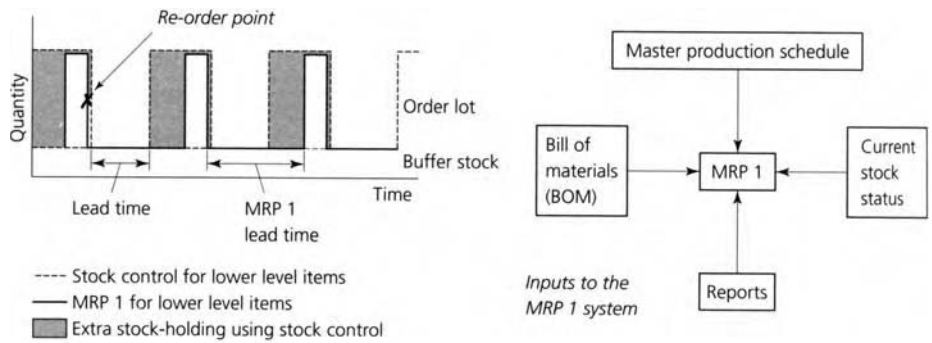 Re-order point
Quantity
Order lot
Buffer stock
Time
Lead time
MRP 1
lead time
Stock control for lower level items
MRP 1 for lower level items
Extra stock-holding using stock control
Master production schedule
Bill of
materials
(BOM)
MRP 1
Current
stock
status
Inputs to the
MRP 1 system
Reports